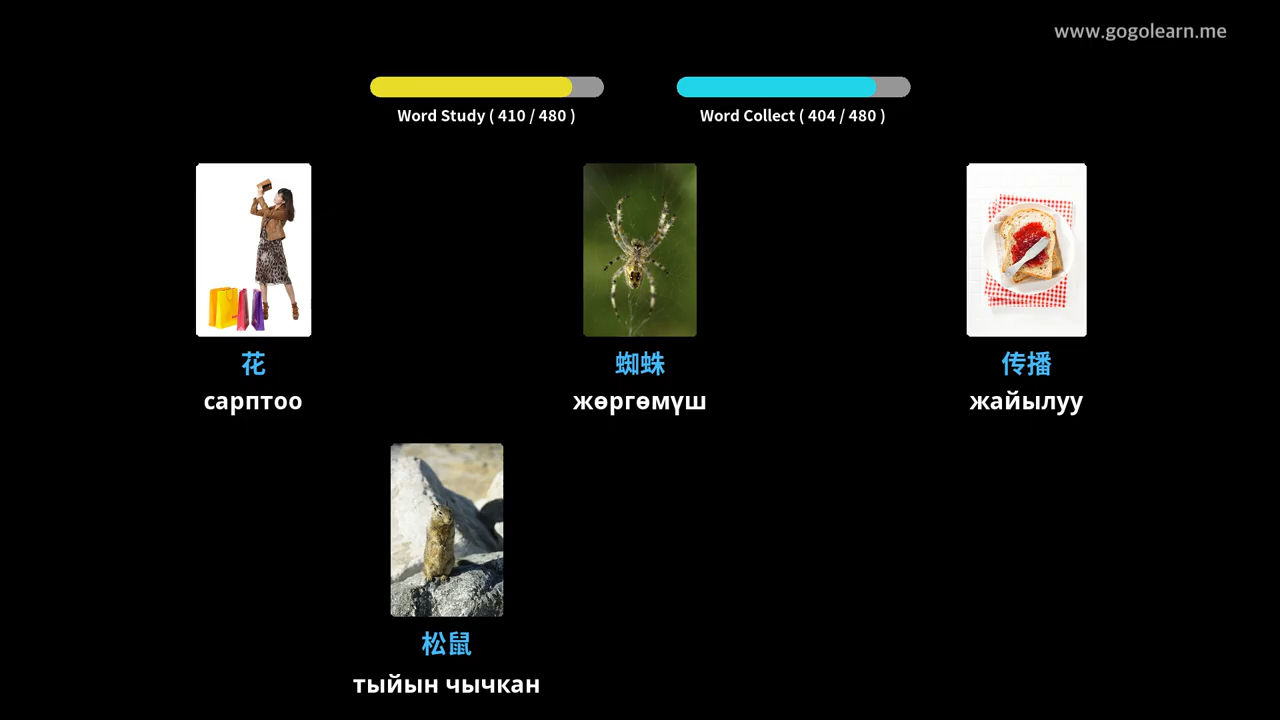 www.gogolearn.me
Word Study ( 410 / 480 )
Word Collect ( 404 / 480 )
花
蜘蛛
传播
сарптоо
жөргөмүш
жайылуу
松鼠
тыйын чычкан